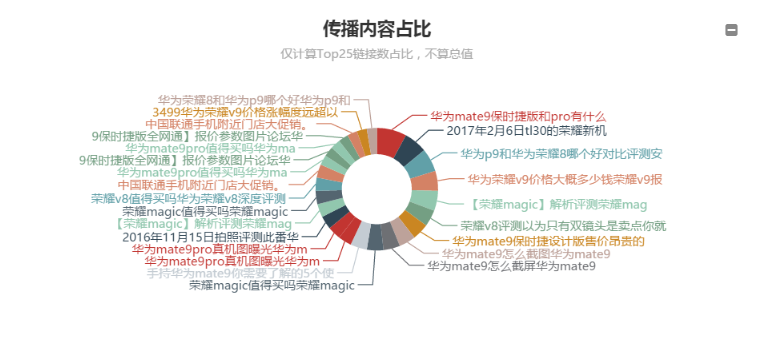 传播内容占比
仅计算Top25链接数占比，不算总值
华为荣耀8和华为p9哪个好华为p9和
3499华为荣耀v9价格涨幅度远超以
中国联通手机附近门店大促销。
9保时捷版全网通】报价参数图片论坛华
华为mate9pro值得买吗华为ma
9保时捷版全网通】报价参数图片论坛华
华为mate9pro值得买吗华为ma
中国联通手机附近门店大促销。
荣耀v8值得买吗华为荣耀v8深度评测
荣耀magic值得买吗荣耀magic
【荣耀magic】解析评测荣耀mag
2016年11月15日拍照评测此番华
华为mate9pro真机图曝光华为m
华为mate9pro真机图曝光华为m
手持华为mate9你需要了解的5个使
荣耀magic值得买吗荣耀magic
华为mate9保时捷版和pro有什么
2017年2月6日tl30的荣耀新机
华为p9和华为荣耀8哪个好对比评测安
华为荣耀v9价格大概多少钱荣耀v9报
【荣耀magic】解析评测荣耀mag
荣耀v8评测以为只有双镜头是卖点你就
华为mate9保时捷设计版售价昂贵的
华为mate9怎么截图华为mate9
华为mate9怎么截屏华为mate9